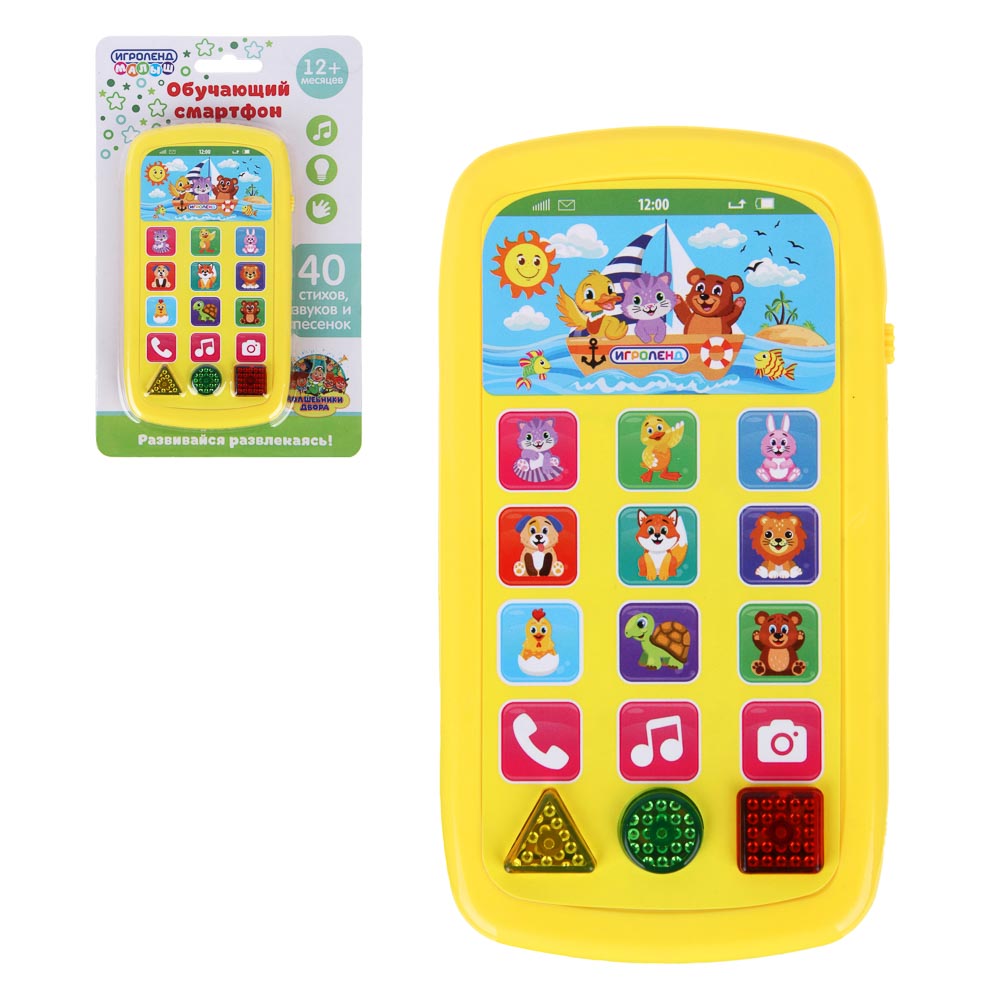 ИГРОЛЕНД
МАЛЫШ
12+
месяцев
Обучающий
смартфон
12:00
ИГРОЛЕНД
40
стихов,
звуков и
песенок
ВОЛШЕБНИКИ
ДВОРА
Развивайся развлекаясь!
12:00
ИГРОЛЕНД